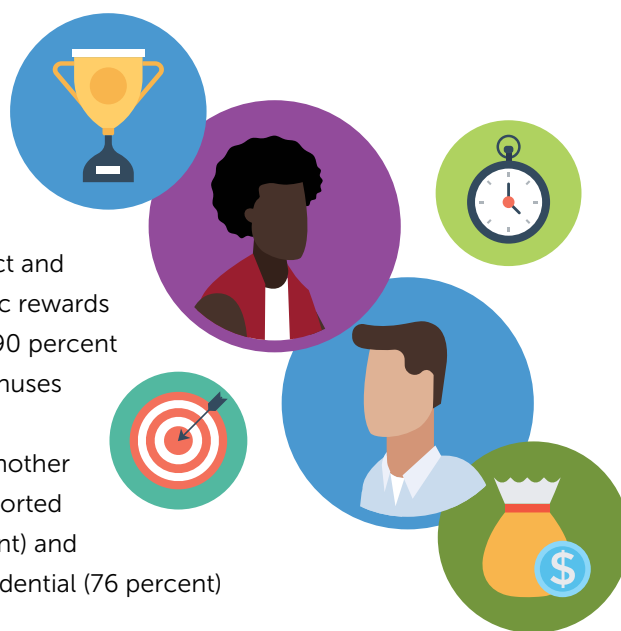 ct and
c rewards
90 percent
nuses
nother
orted
nt) and
dential (76 percent)
$